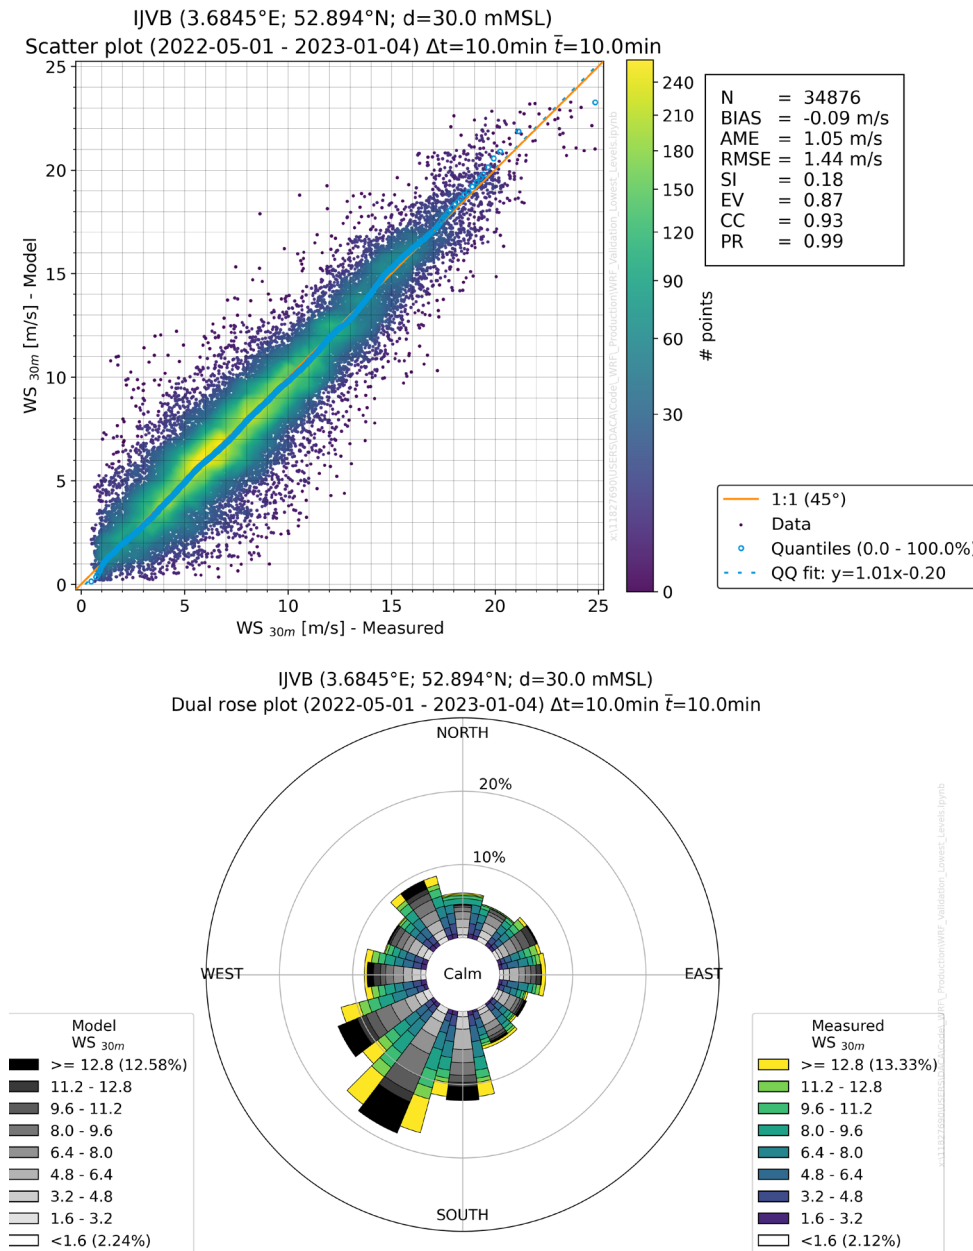 IJVB (3.6845°E; 52.894°N; d=30.0 mMSL)
Scatter plot (2022-05-01 - 2023-01-04) Δt=10.0min t̅=10.0min
25
20
15
10
5
0
WS 30m [m/s] - Model
0 5 10 15 20 25
WS 30m [m/s] - Measured
240
210
180
150
120
90
60
30
0
# points
N = 34876
BIAS = -0.09 m/s
AME = 1.05 m/s
RMSE = 1.44 m/s
SI = 0.18
EV = 0.87
CC = 0.93
PR = 0.99
1:1 (45°)
Data
Quantiles (0.0 - 100.0%)
QQ fit: y=1.01x-0.20
IJVB (3.6845°E; 52.894°N; d=30.0 mMSL)
Dual rose plot (2022-05-01 - 2023-01-04) Δt=10.0min t̅=10.0min
NORTH
20%
10%
WEST
Calm
EAST
SOUTH
Model
WS 30m
>= 12.8 (12.58%)
11.2 - 12.8
9.6 - 11.2
8.0 - 9.6
6.4 - 8.0
4.8 - 6.4
3.2 - 4.8
1.6 - 3.2
<1.6 (2.24%)
Measured
WS 30m
>= 12.8 (13.33%)
11.2 - 12.8
9.6 - 11.2
8.0 - 9.6
6.4 - 8.0
4.8 - 6.4
3.2 - 4.8
1.6 - 3.2
<1.6 (2.12%)